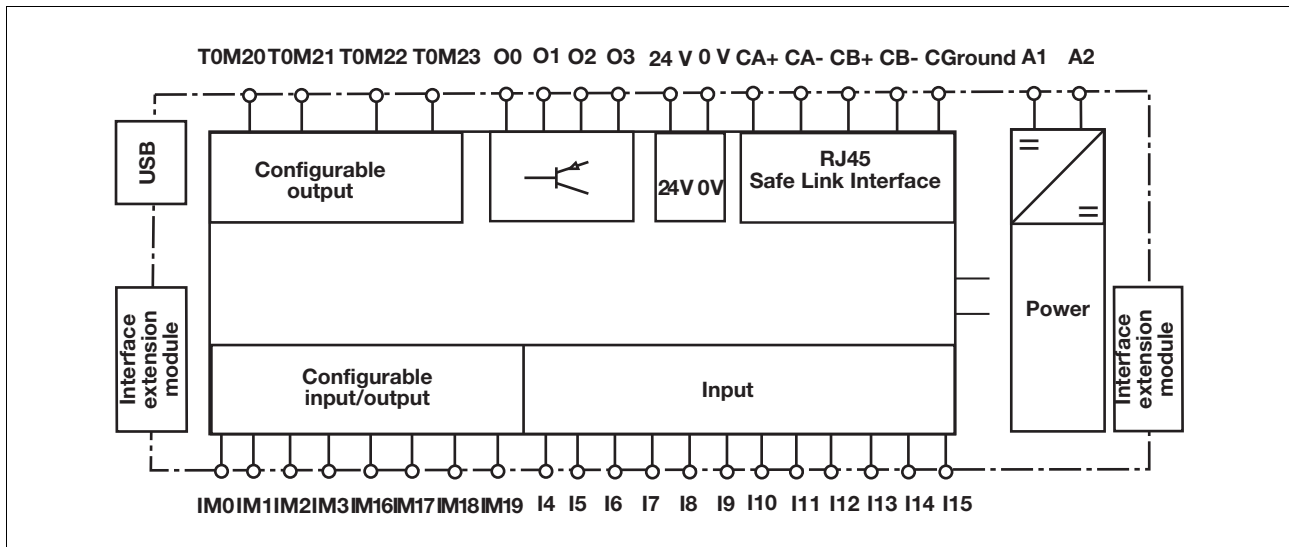 T0M20 T0M21 T0M22 T0M23 O0 O1 O2 O3 24 V 0 V CA+ CA- CB+ CB- CGround A1 A2
USB
Configurable
output
24V 0V
RJ45
Safe Link Interface
Interface
extension
module
Power
Interface
extension
module
Configurable
input/output
Input
IM0 IM1 IM2 IM3 IM16 IM17 IM18 IM19 I4 I5 I6 I7 I8 I9 I10 I11 I12 I13 I14 I15